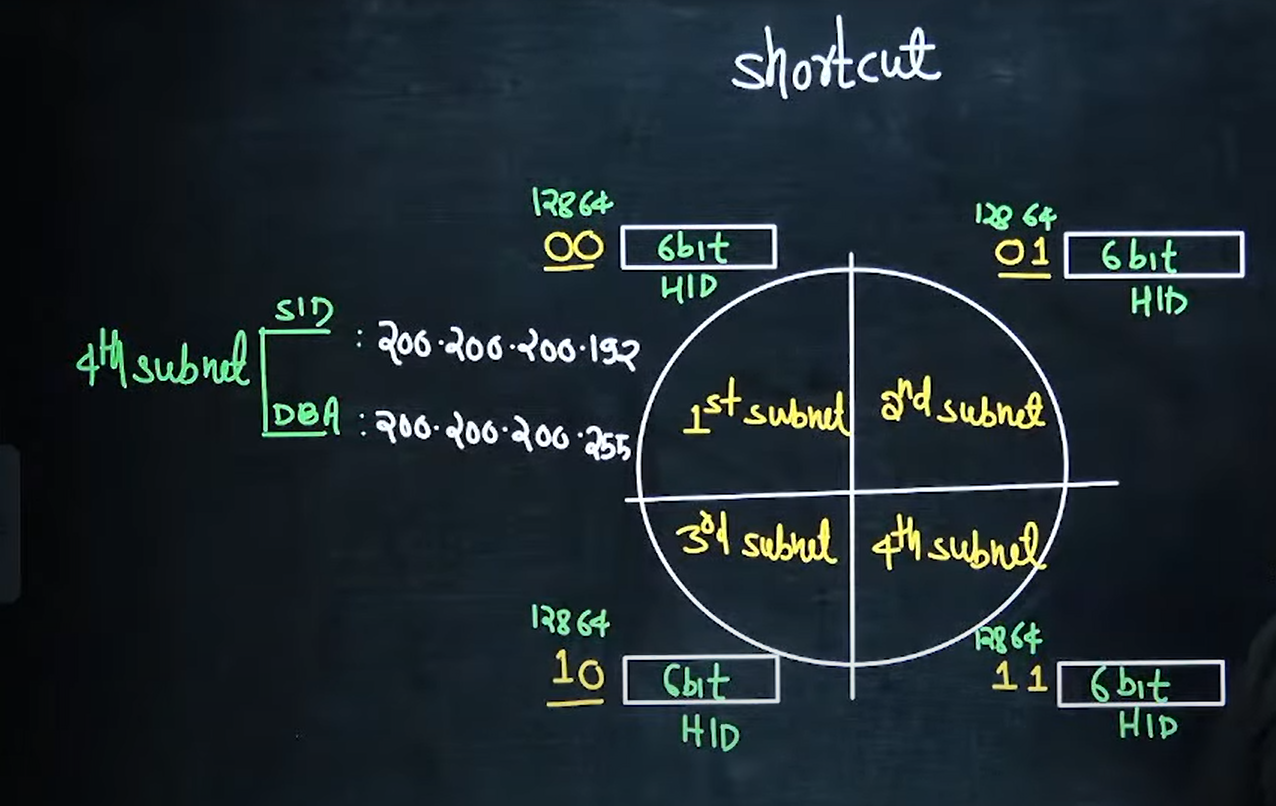 shortcut
128 64
00 6bit
HID
128 64
01 6bit
HID
4th subnet
SID : 200.200.200.192
DBA : 200.200.200.255
1st subnet
2nd subnet
3rd subnet
4th subnet
128 64
10 6bit
HID
128 64
11 6bit
HID